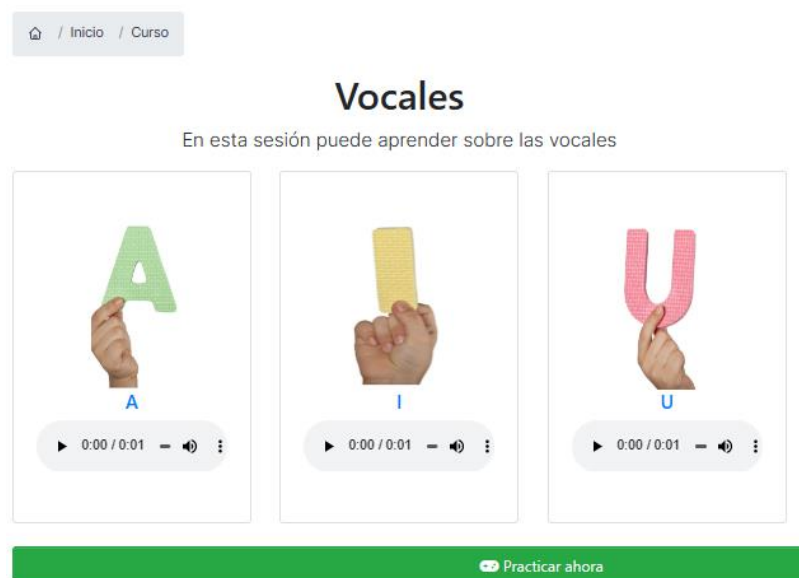 / Inicio / Curso
Vocales
En esta sesión puede aprender sobre las vocales
A I U
A I U
0:00 / 0:01 0:00 / 0:01 0:00 / 0:01
Practicar ahora